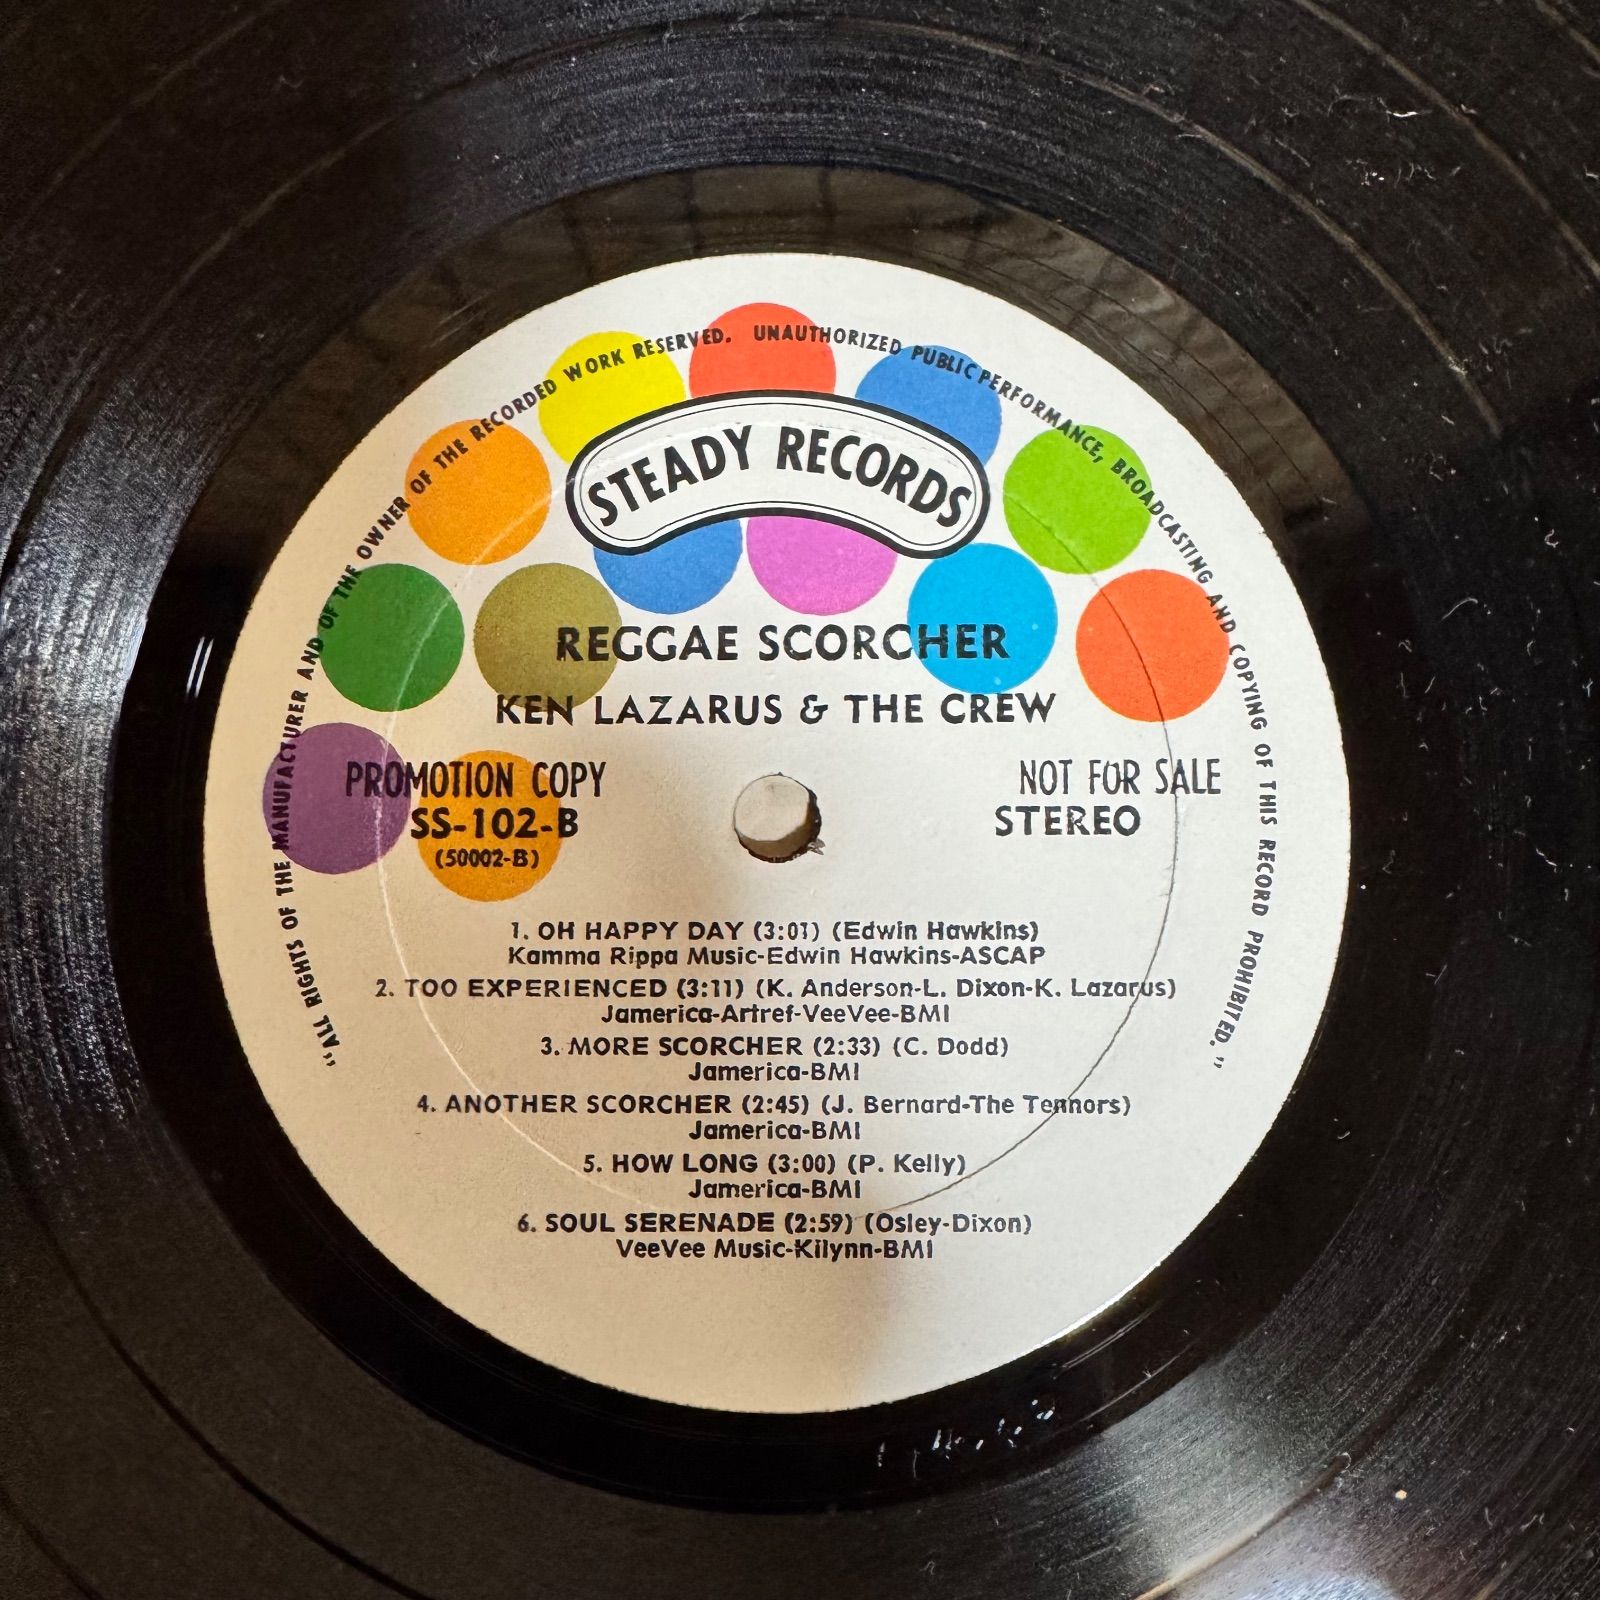 "ALL RIGHTS OF THE MANUFACTURER AND OF THE OWNER OF THE RECORDED WORK RESERVED. UNAUTHORIZED PUBLIC PERFORMANCE, BROADCASTING AND COPYING OF THIS RECORD PROHIBITED."
STEADY RECORDS
REGGAE SCORCHER
KEN LAZARUS & THE CREW
PROMOTION COPY NOT FOR SALE
SS-102-B STEREO
(50002-B)
1. OH HAPPY DAY (3:01) (Edwin Hawkins)
Kamma Rippa Music-Edwin Hawkins-ASCAP
2. TOO EXPERIENCED (3:11) (K. Anderson-L. Dixon-K. Lazarus)
Jamerica-Artref-VeeVee-BMI
3. MORE SCORCHER (2:33) (C. Dodd)
Jamerica-BMI
4. ANOTHER SCORCHER (2:45) (J. Bernard-The Tennors)
Jamerica-BMI
5. HOW LONG (3:00) (P. Kelly)
Jamerica-BMI
6. SOUL SERENADE (2:59) (Osley-Dixon)
VeeVee Music-Kilynn-BMI